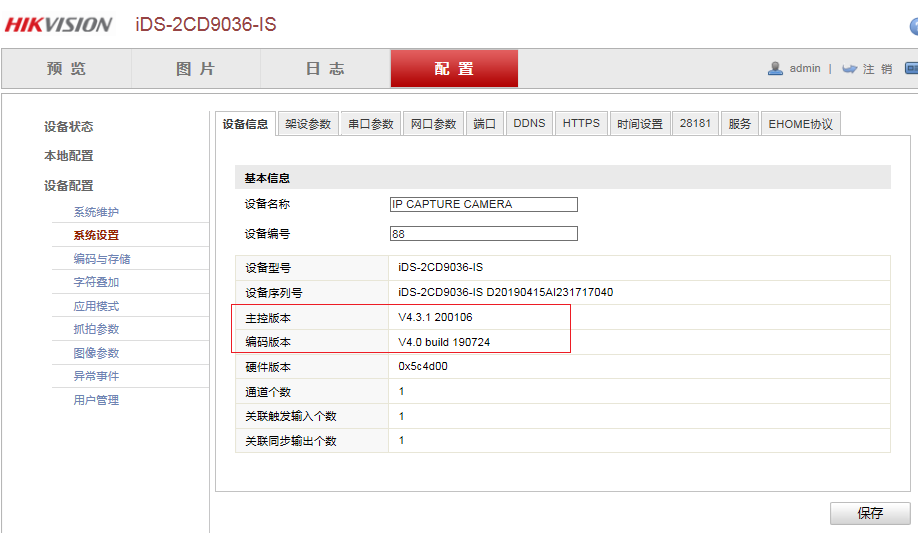 HIKVISION iDS-2CD9036-IS
预 览 图 片 日 志 配 置 admin | 注 销
设备状态
本地配置
设备配置
系统维护
系统设置
编码与存储
字符叠加
应用模式
抓拍参数
图像参数
异常事件
用户管理
设备信息 架设参数 串口参数 网口参数 端口 DDNS HTTPS 时间设置 28181 服务 EHOME协议
基本信息
设备名称 IP CAPTURE CAMERA
设备编号 88
设备型号 iDS-2CD9036-IS
设备序列号 iDS-2CD9036-IS D20190415AI231717040
主控版本 V4.3.1 200106
编码版本 V4.0 build 190724
硬件版本 0x5c4d00
通道个数 1
关联触发输入个数 1
关联同步输出个数 1
保存